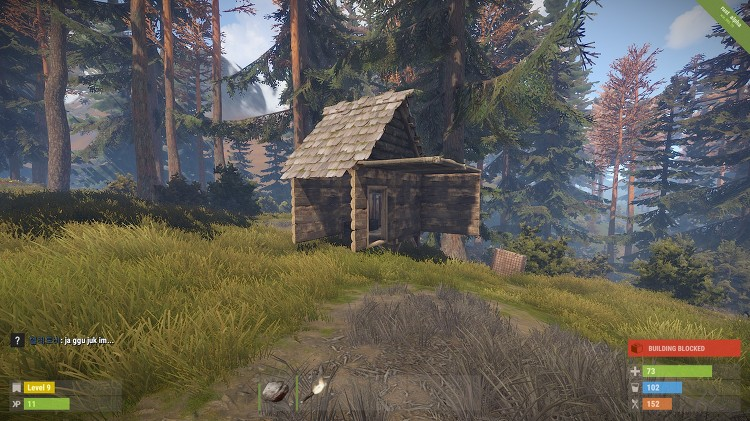 : ja ggu juk im...
?
Level 9
XP
11
BUILDING BLOCKED
73
102
152